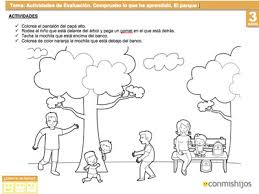 Tema: Actividades de Evaluación. Comprendo lo que he aprendido. El parque I
3
ACTIVIDADES
✓ Colorea el pantalón del papá alto.
✓ Rodea al niño que está delante del árbol y pega un gomet en el que está detrás.
✓ Tacha la mochila que está encima del banco.
✓ Colorea de color naranja la mochila que está debajo del banco.
conmishijos